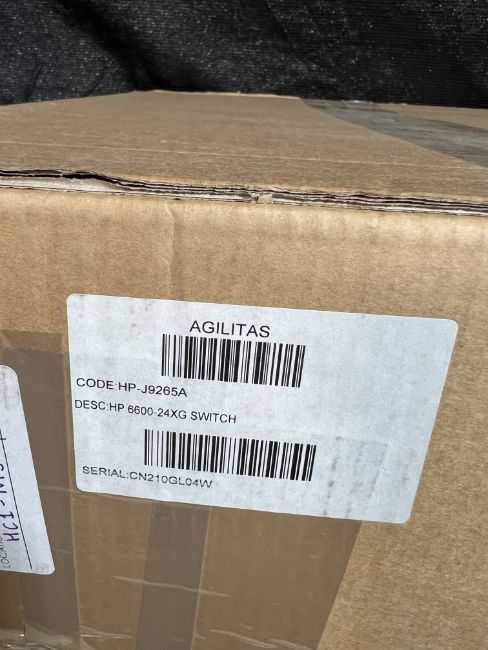 AGILITAS
CODE:HP-J9265A
DESC:HP 6600-24XG SWITCH
SERIAL:CN210GL04W